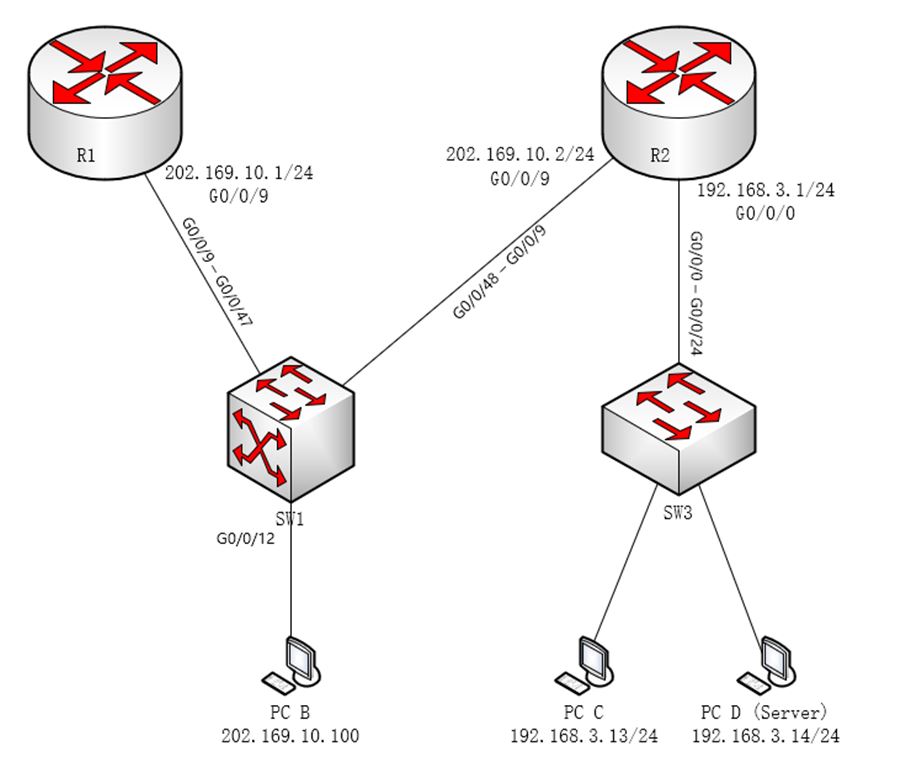 R1
202.169.10.1/24
G0/0/9
202.169.10.2/24
G0/0/9
R2
192.168.3.1/24
G0/0/0
G0/0/9 – G0/0/47
G0/0/48 – G0/0/9
G0/0/0 – G0/0/24
SW1
G0/0/12
SW3
PC B
202.169.10.100
PC C
192.168.3.13/24
PC D (Server)
192.168.3.14/24